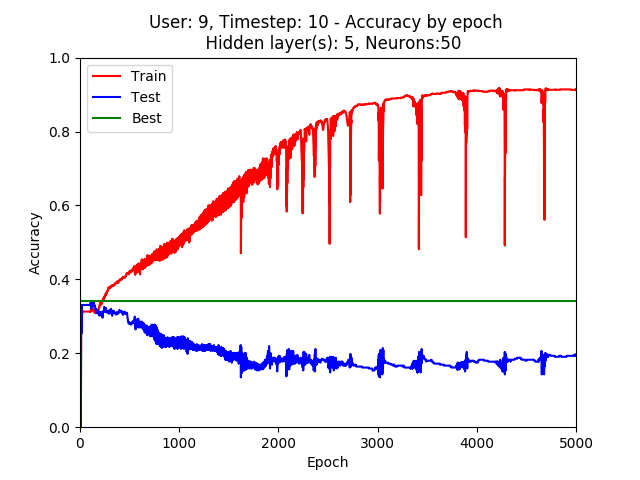 User: 9, Timestep: 10 - Accuracy by epoch
Hidden layer(s): 5, Neurons:50
1.0
0.8
0.6
0.4
0.2
0.0
Accuracy
Train
Test
Best
0
1000
2000
3000
4000
5000
Epoch